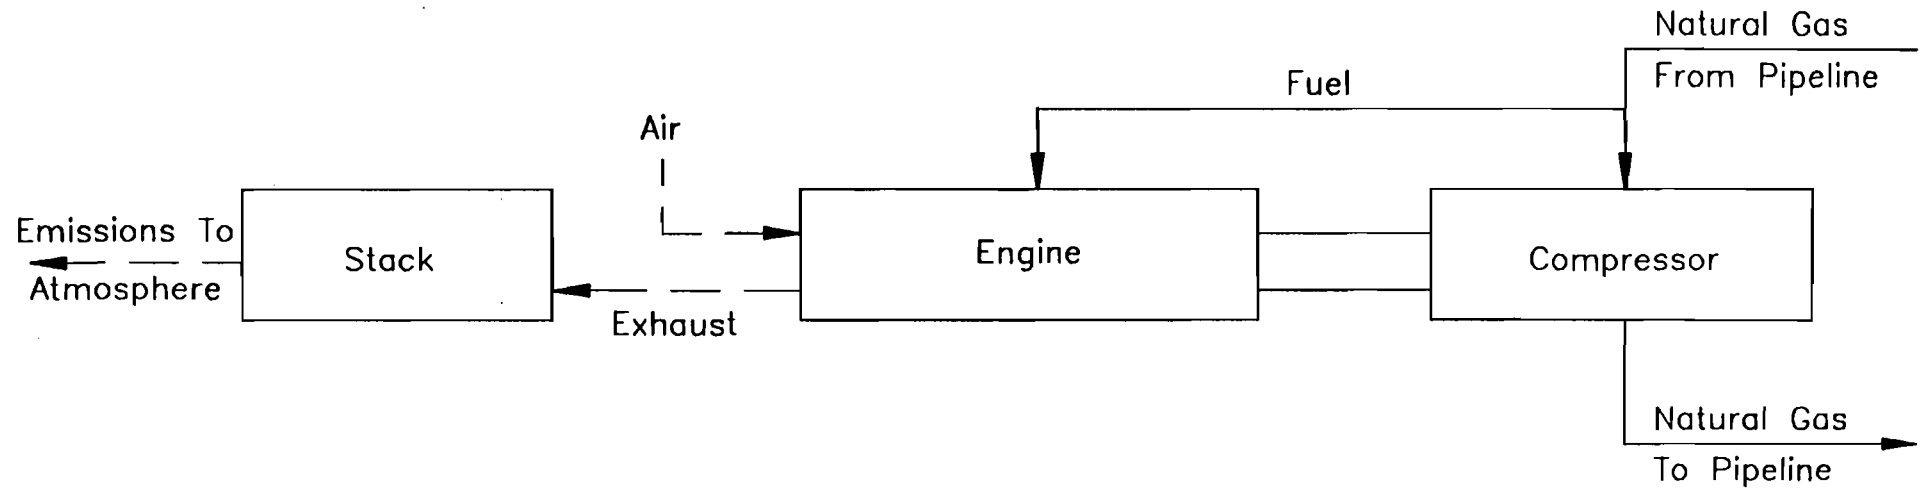 Natural Gas
From Pipeline
Fuel
Air
Emissions To
Atmosphere
Stack
Exhaust
Engine
Compressor
Natural Gas
To Pipeline